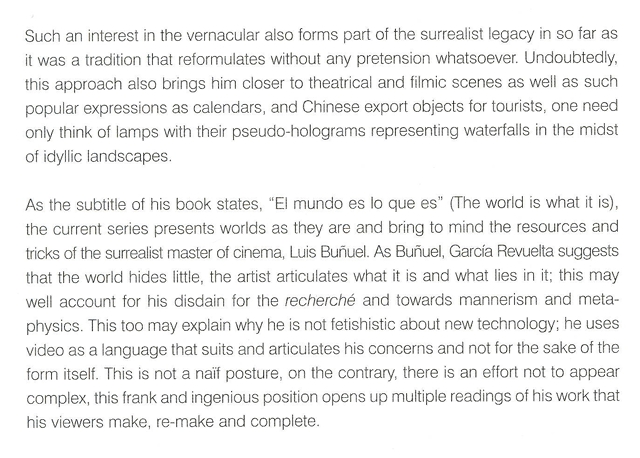 Such an interest in the vernacular also forms part of the surrealist legacy in so far as
it was a tradition that reformulates without any pretension whatsoever. Undoubtedly,
this approach also brings him closer to theatrical and filmic scenes as well as such
popular expressions as calendars, and Chinese export objects for tourists, one need
only think of lamps with their pseudo-holograms representing waterfalls in the midst
of idyllic landscapes.

As the subtitle of his book states, “El mundo es lo que es” (The world is what it is),
the current series presents worlds as they are and bring to mind the resources and
tricks of the surrealist master of cinema, Luis Buñuel. As Buñuel, García Revuelta suggests
that the world hides little, the artist articulates what it is and what lies in it; this may
well account for his disdain for the recherché and towards mannerism and meta-
physics. This too may explain why he is not fetishistic about new technology; he uses
video as a language that suits and articulates his concerns and not for the sake of the
form itself. This is not a naïf posture, on the contrary, there is an effort not to appear
complex, this frank and ingenious position opens up multiple readings of his work that
his viewers make, re-make and complete.